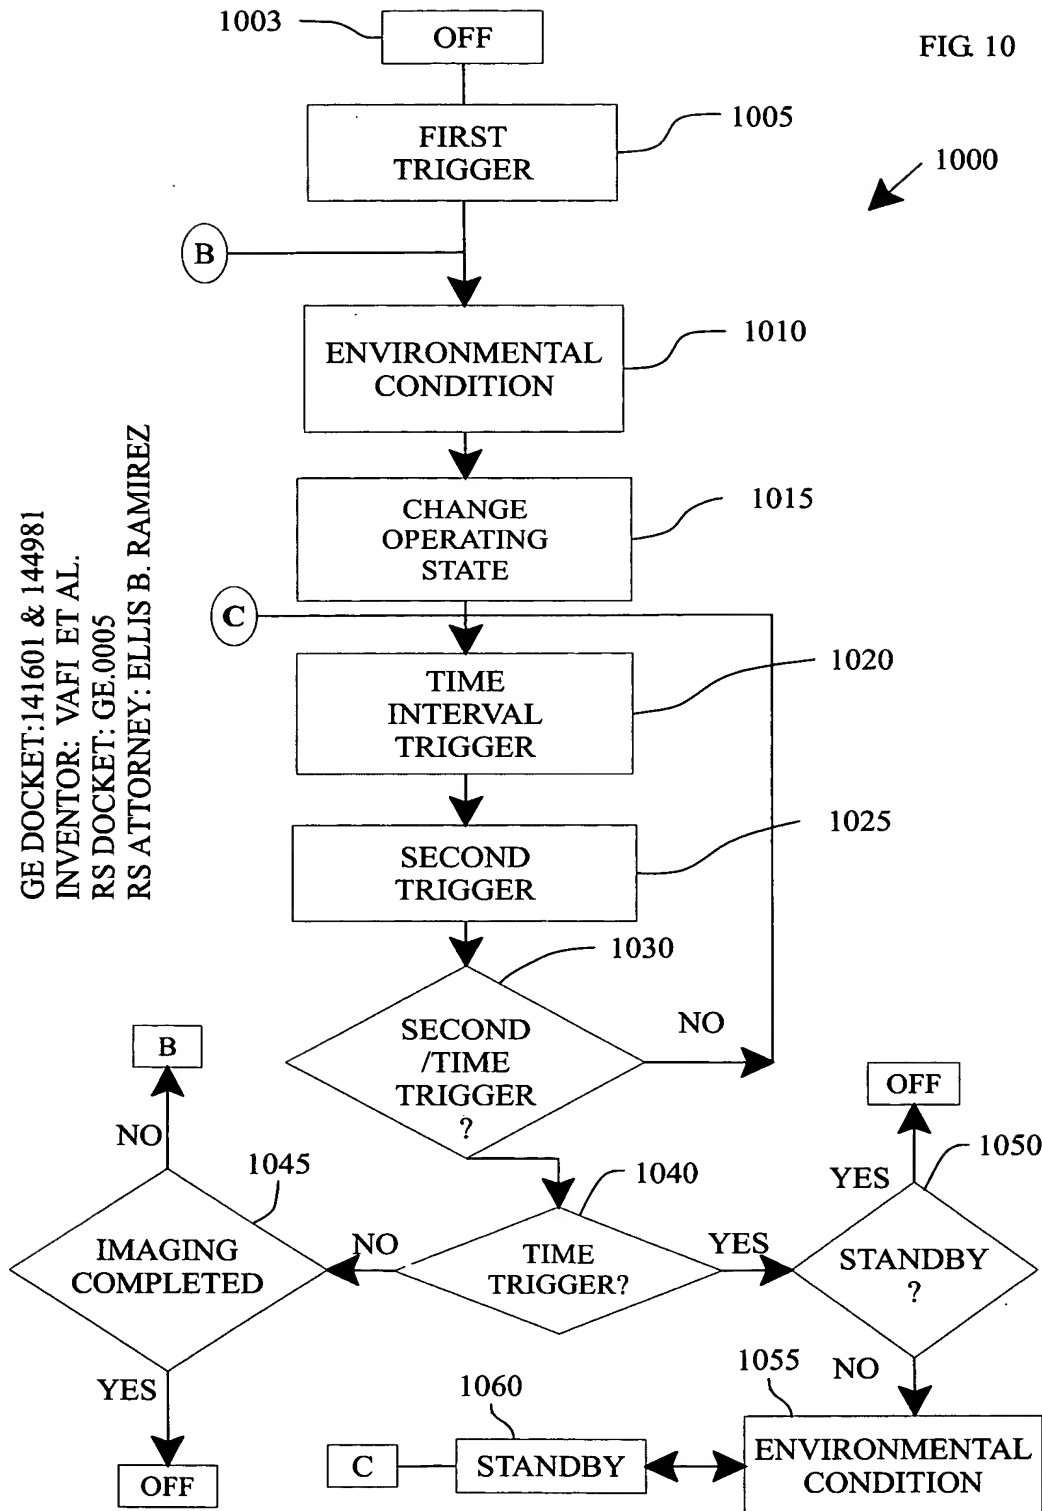 1003
OFF
FIG. 10
FIRST
TRIGGER
1005
1000
B
ENVIRONMENTAL
CONDITION
1010
CHANGE
OPERATING
STATE
1015
C
TIME
INTERVAL
TRIGGER
1020
SECOND
TRIGGER
1025
GE DOCKET:141601 & 144981
INVENTOR: VAFI ET AL.
RS DOCKET: GE.0005
RS ATTORNEY: ELLIS B. RAMIREZ
1030
SECOND
/TIME
TRIGGER
?
NO
B
NO
1045
IMAGING
COMPLETED
YES
OFF
NO
1040
TIME
TRIGGER?
YES
OFF
YES
1050
STANDBY
?
NO
1055
ENVIRONMENTAL
CONDITION
1060
STANDBY
C